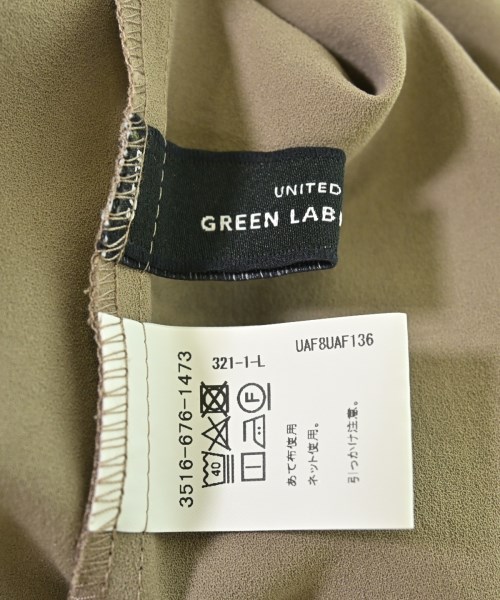 UNITED
GREEN LAB
UAF8UAF136
321-1-L
3516-676-1473
40
F
あて布使用
ネット使用。
引っかけ注意。